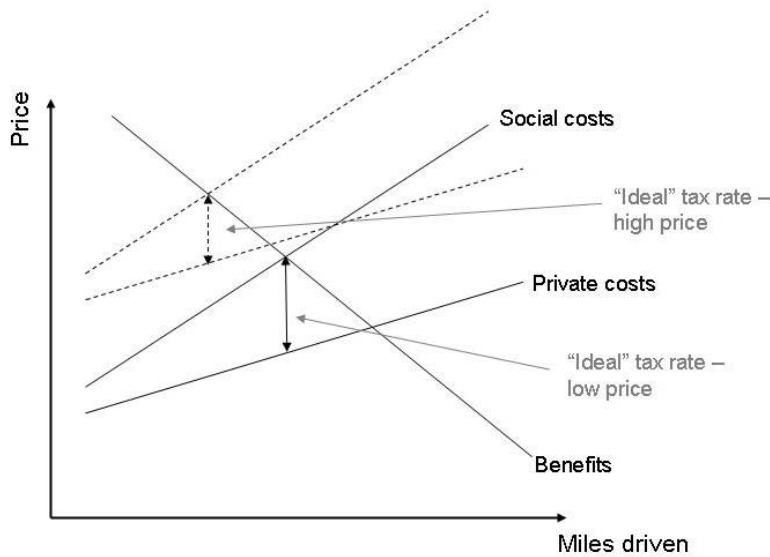 Price
Social costs
“Ideal” tax rate –
high price
Private costs
“Ideal” tax rate –
low price
Benefits
Miles driven